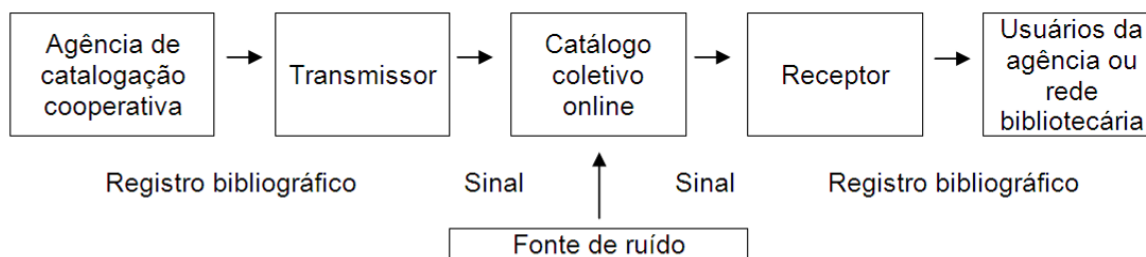 Agência de
catalogação
cooperativa
Transmissor
Catálogo
coletivo
online
Receptor
Usuários da
agência ou
rede
bibliotecária
Registro bibliográfico
Sinal
Sinal
Registro bibliográfico
Fonte de ruído